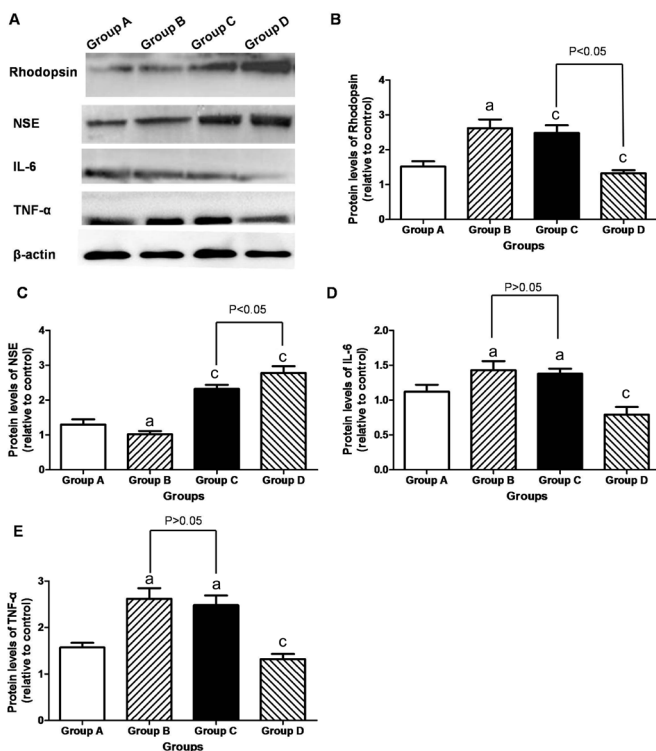 A
Group A Group B Group C Group D
Rhodopsin
NSE
IL-6
TNF-α
β-actin
B
P<0.05
Protein levels of Rhodopsin
(relative to control)
4
3
2
1
0
a
c
c
Group A Group B Group C Group D
Groups
C
P<0.05
Protein levels of NSE
(relative to control)
4
3
2
1
0
a
c
c
Group A Group B Group C Group D
Groups
D
P>0.05
Protein levels of IL-6
(relative to control)
2.0
1.5
1.0
0.5
0.0
a
a
c
Group A Group B Group C Group D
Groups
E
P>0.05
Protein levels of TNF-α
(relative to control)
3
2
1
0
a
a
c
Group A Group B Group C Group D
Groups